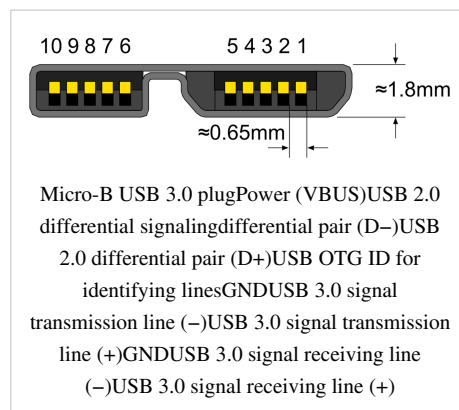 10 9 8 7 6 5 4 3 2 1
≈1.8mm
≈0.65mm
Micro-B USB 3.0 plugPower (VBUS)USB 2.0
differential signalingdifferential pair (D−)USB
2.0 differential pair (D+)USB OTG ID for
identifying linesGNDUSB 3.0 signal
transmission line (−)USB 3.0 signal transmission
line (+)GNDUSB 3.0 signal receiving line
(−)USB 3.0 signal receiving line (+)